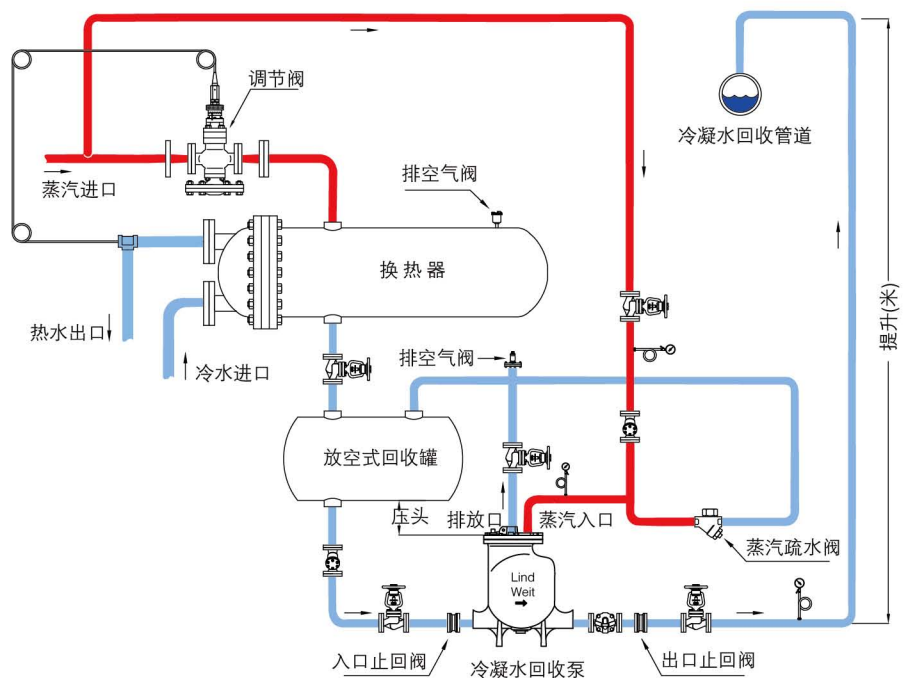 调节阀
蒸汽进口
排空气阀
冷凝水回收管道
换热器
热水出口
冷水进口
提升(米)
排空气阀
放空式回收罐
压头
排放口
蒸汽入口
蒸汽疏水阀
Lind
Weit
入口止回阀
冷凝水回收泵
出口止回阀